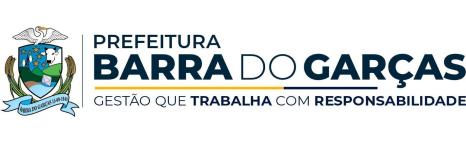 PREFEITURA
BARRA DO GARÇAS
GESTÃO QUE TRABALHA COM RESPONSABILIDADE